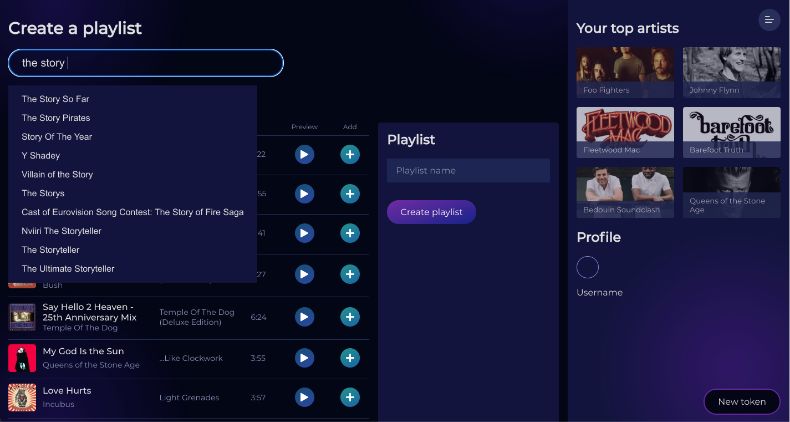 Create a playlist
the story
The Story So Far
The Story Pirates
Story Of The Year
Y Shadey
Villain of the Story
The Storys
Cast of Eurovision Song Contest: The Story of Fire Saga
Nviiri The Storyteller
The Storyteller
The Ultimate Storyteller
Preview
Add
:22
:55
:41
:27
Bush
Say Hello 2 Heaven -
25th Anniversary Mix
Temple Of The Dog
Temple Of The Dog
(Deluxe Edition)
6:24
My God Is the Sun
Queens of the Stone Age
...Like Clockwork
3:55
Love Hurts
Incubus
Light Grenades
3:57
Playlist
Playlist name
Create playlist
Your top artists
Foo Fighters
Johnny Flynn
FLEETWOOD
MAC
Fleetwood Mac
barefoot
Barefoot Truth
Bedouin Soundclash
Queens of the Stone
Age
Profile
Username
New token